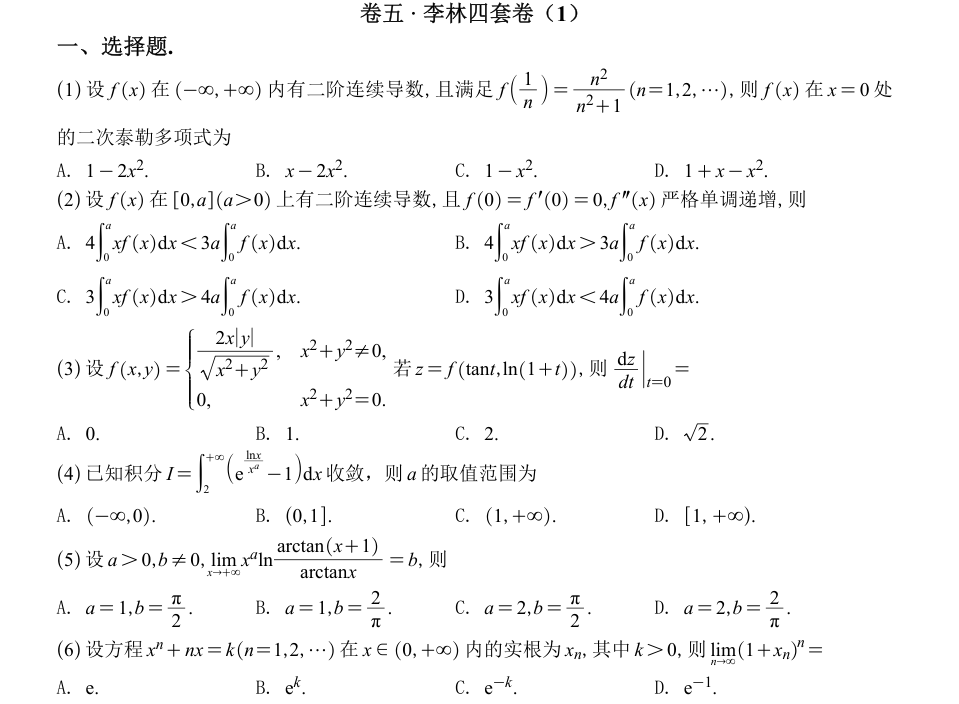 卷五 · 李林四套卷（1）
一、选择题.
(1) 设 f(x) 在 (−∞,+∞) 内有二阶连续导数, 且满足 f(1/n) = n²/(n²+1) (n=1,2,⋯), 则 f(x) 在 x=0 处
的二次泰勒多项式为
A. 1−2x². B. x−2x². C. 1−x². D. 1+x−x².
(2) 设 f(x) 在 [0,a](a>0) 上有二阶连续导数, 且 f(0)=f′(0)=0, f″(x) 严格单调递增, 则
A. 4∫₀ᵃ xf(x)dx < 3a∫₀ᵃ f(x)dx. B. 4∫₀ᵃ xf(x)dx > 3a∫₀ᵃ f(x)dx.
C. 3∫₀ᵃ xf(x)dx > 4a∫₀ᵃ f(x)dx. D. 3∫₀ᵃ xf(x)dx < 4a∫₀ᵃ f(x)dx.
(3) 设 f(x,y) = { 2x|y|/√(x²+y²), x²+y²≠0, 0, x²+y²=0. 若 z=f(tant,ln(1+t)), 则 dz/dt|t=0 =
A. 0. B. 1. C. 2. D. √2.
(4) 已知积分 I=∫₂^{+∞} (e^{lnx/xᵃ}−1)dx 收敛，则 a 的取值范围为
A. (−∞,0). B. (0,1]. C. (1,+∞). D. [1,+∞).
(5) 设 a>0,b≠0, lim x→+∞ xᵃln arctan(x+1)/arctanx = b, 则
A. a=1,b=π/2. B. a=1,b=2/π. C. a=2,b=π/2. D. a=2,b=2/π.
(6) 设方程 xⁿ+nx=k(n=1,2,⋯) 在 x∈(0,+∞) 内的实根为 xₙ, 其中 k>0, 则 lim n→∞ (1+xₙ)ⁿ=
A. e. B. eᵏ. C. e⁻ᵏ. D. e⁻¹.